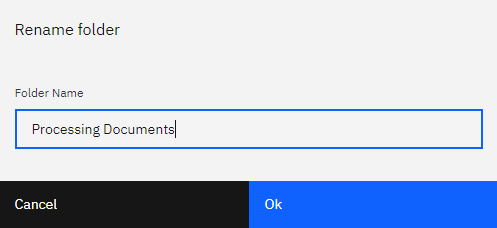 Rename folder
Folder Name
Processing Documents
Cancel
Ok